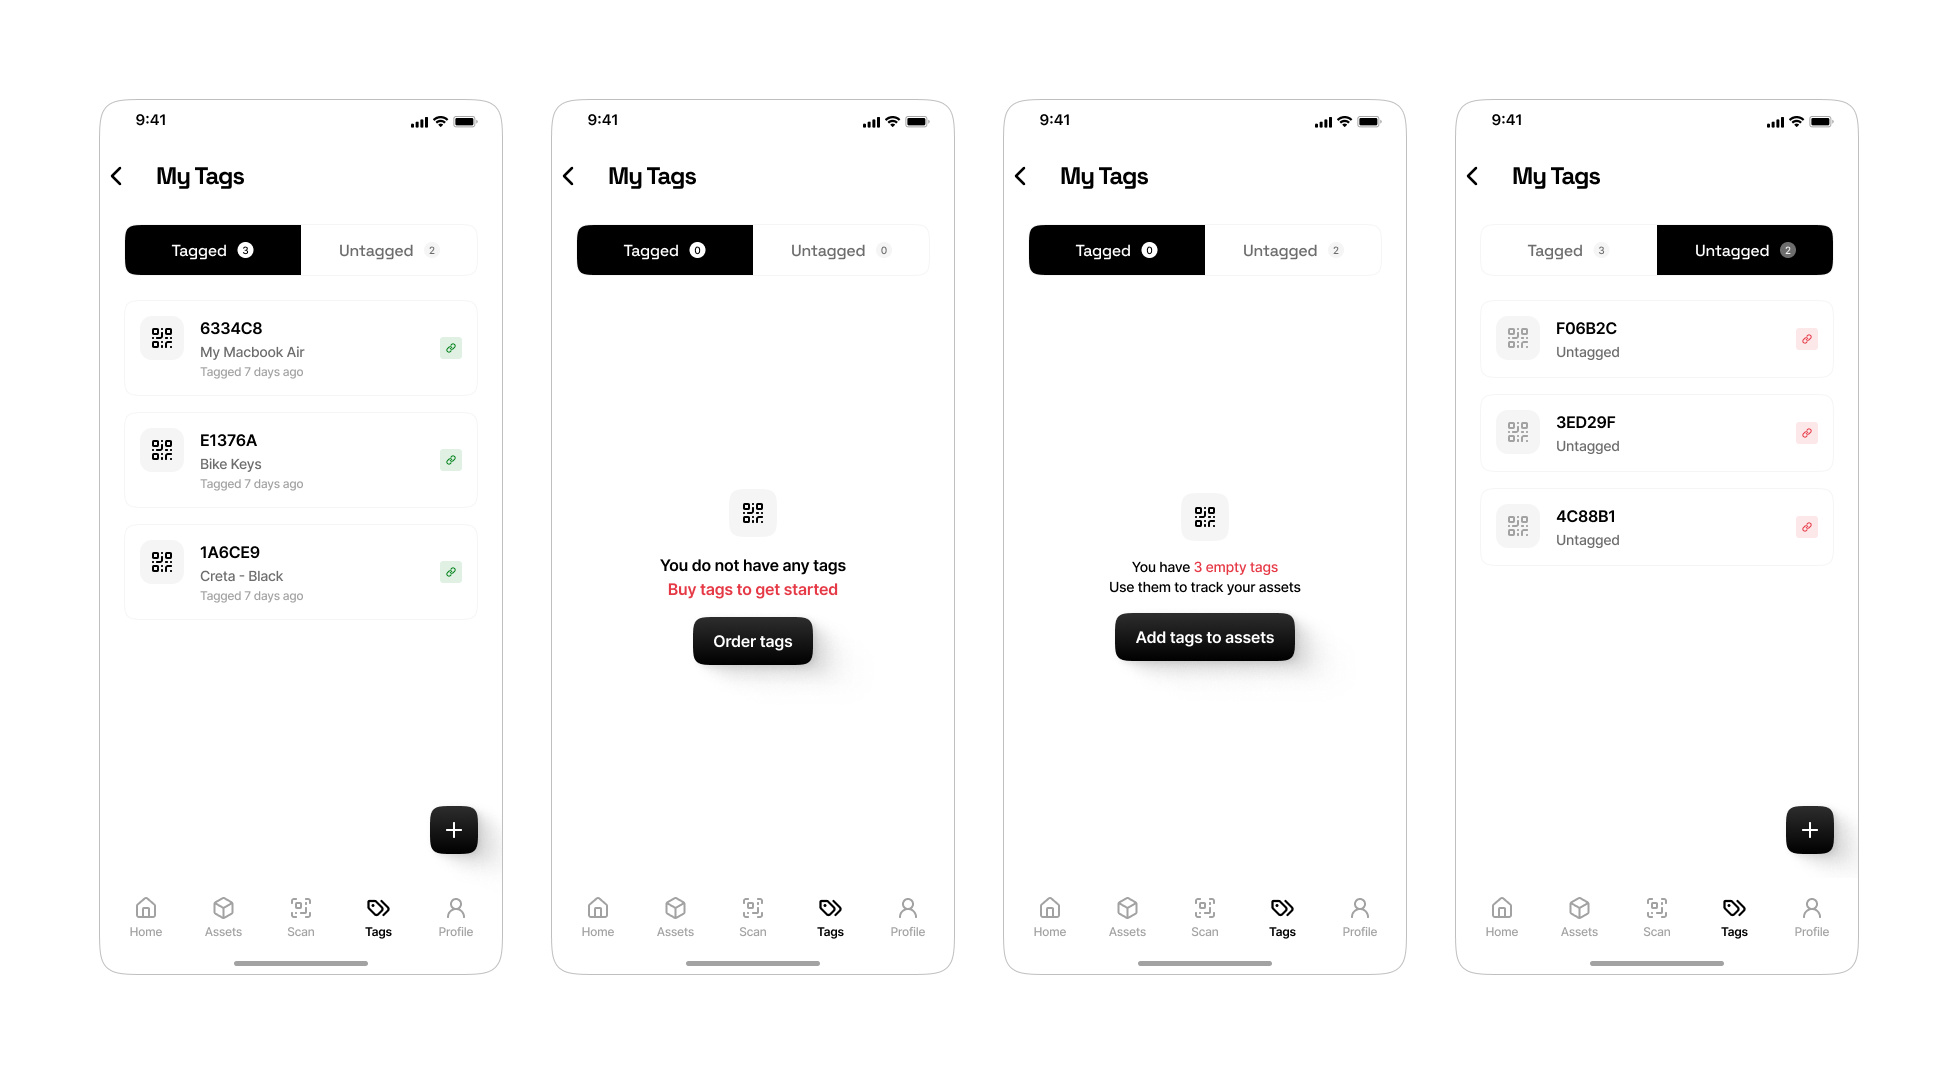 9:41
My Tags
Tagged 3 Untagged 2
6334C8
My Macbook Air
Tagged 7 days ago
E1376A
Bike Keys
Tagged 7 days ago
1A6CE9
Creta - Black
Tagged 7 days ago
Home Assets Scan Tags Profile
9:41
My Tags
Tagged 0 Untagged 0
You do not have any tags
Buy tags to get started
Order tags
Home Assets Scan Tags Profile
9:41
My Tags
Tagged 0 Untagged 2
You have 3 empty tags
Use them to track your assets
Add tags to assets
Home Assets Scan Tags Profile
9:41
My Tags
Tagged 3 Untagged 2
F06B2C
Untagged
3ED29F
Untagged
4C88B1
Untagged
Home Assets Scan Tags Profile